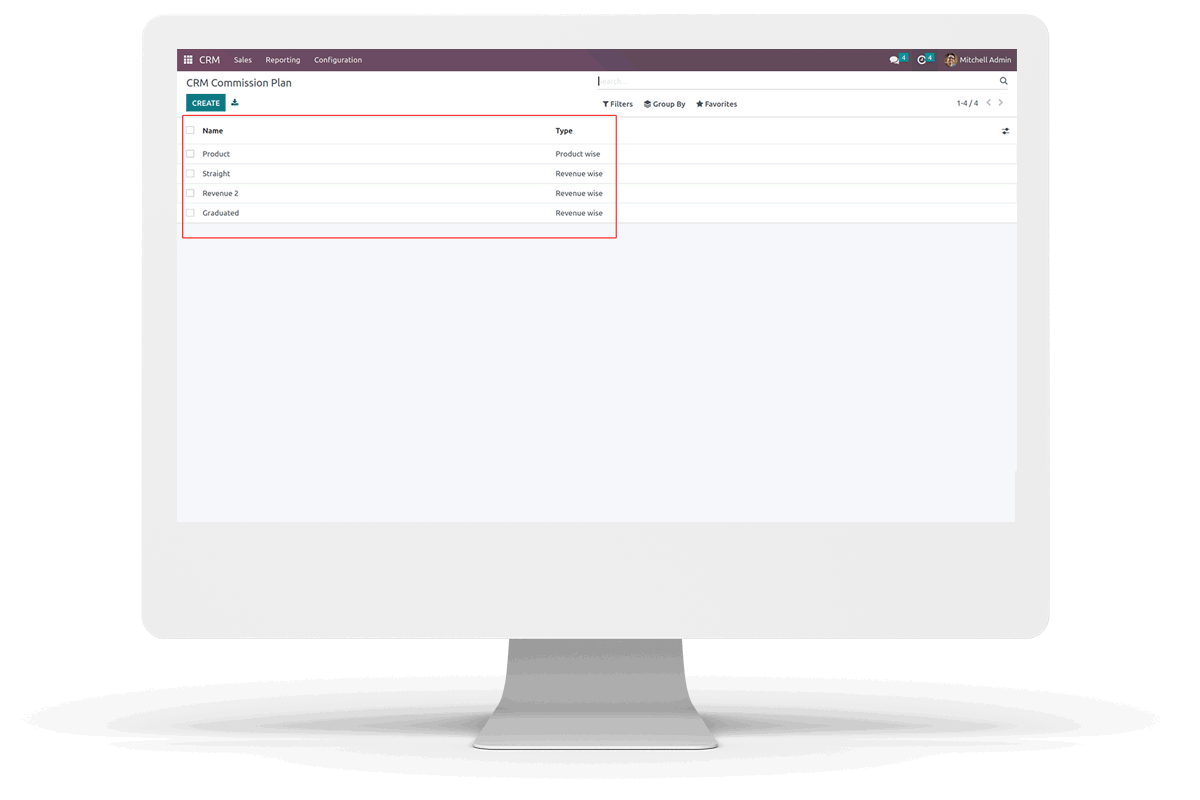 CRM Sales Reporting Configuration 4 4 Mitchell Admin
CRM Commission Plan Search...
CREATE Filters Group By Favorites 1-4 / 4
Name Type
Product Product wise
Straight Revenue wise
Revenue 2 Revenue wise
Graduated Revenue wise